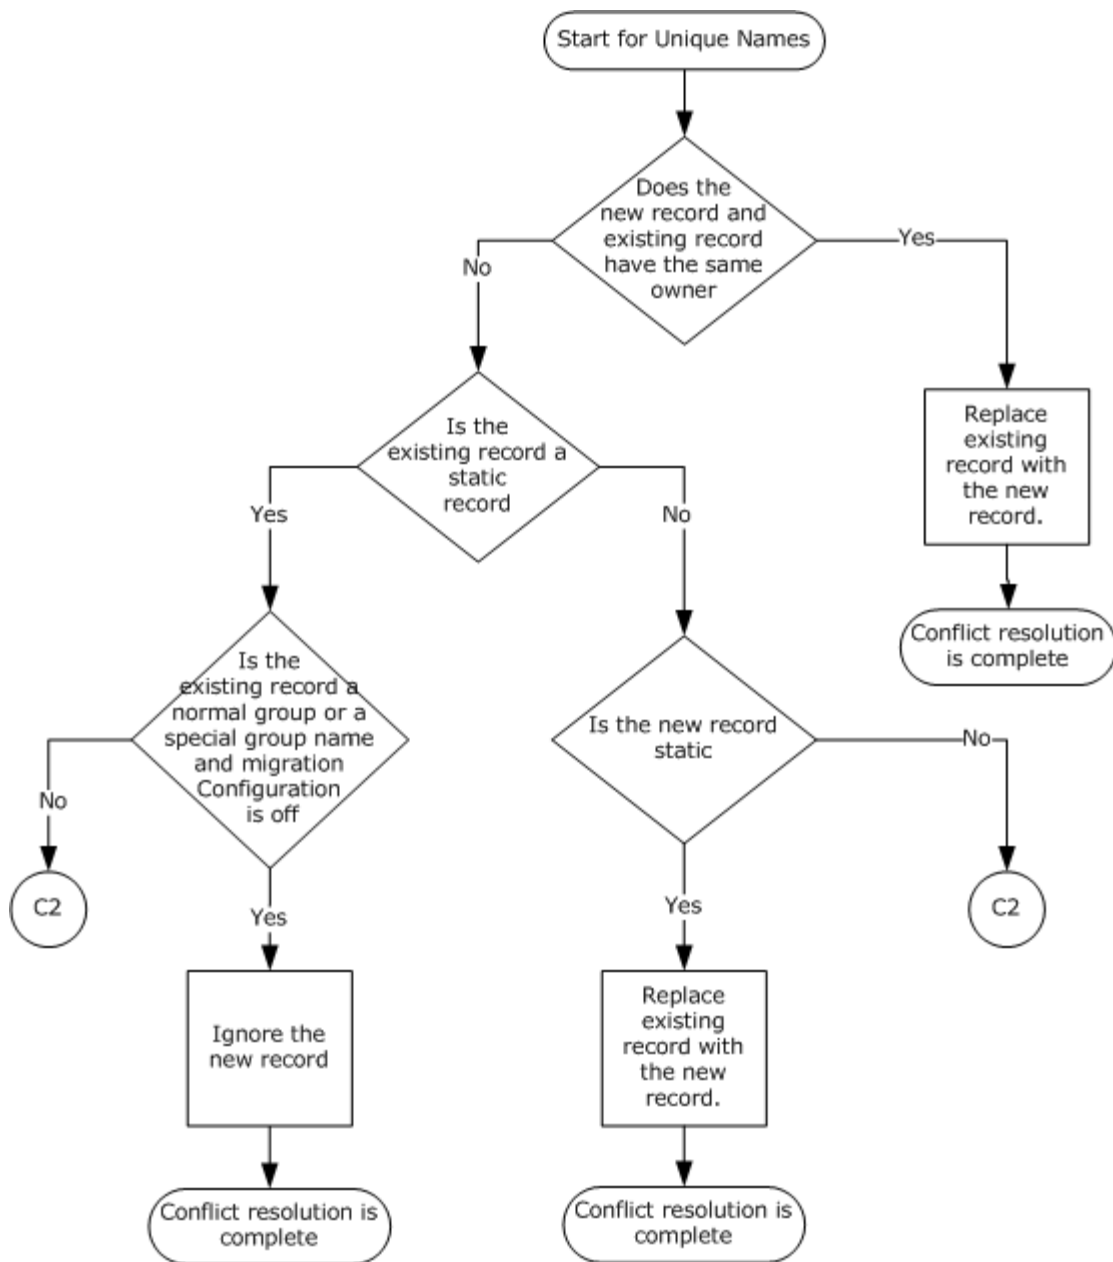 Start for Unique Names
Does the
new record and
existing record
have the same
owner
Yes
No
Is the
existing record a
static
record
Replace
existing
record with
the new
record.
Yes
No
Conflict resolution
is complete
Is the
existing record a
normal group or a
special group name
and migration
Configuration
is off
Is the new record
static
No
No
C2
C2
Yes
Yes
Ignore the
new record
Replace
existing
record with
the new
record.
Conflict resolution is
complete
Conflict resolution is
complete